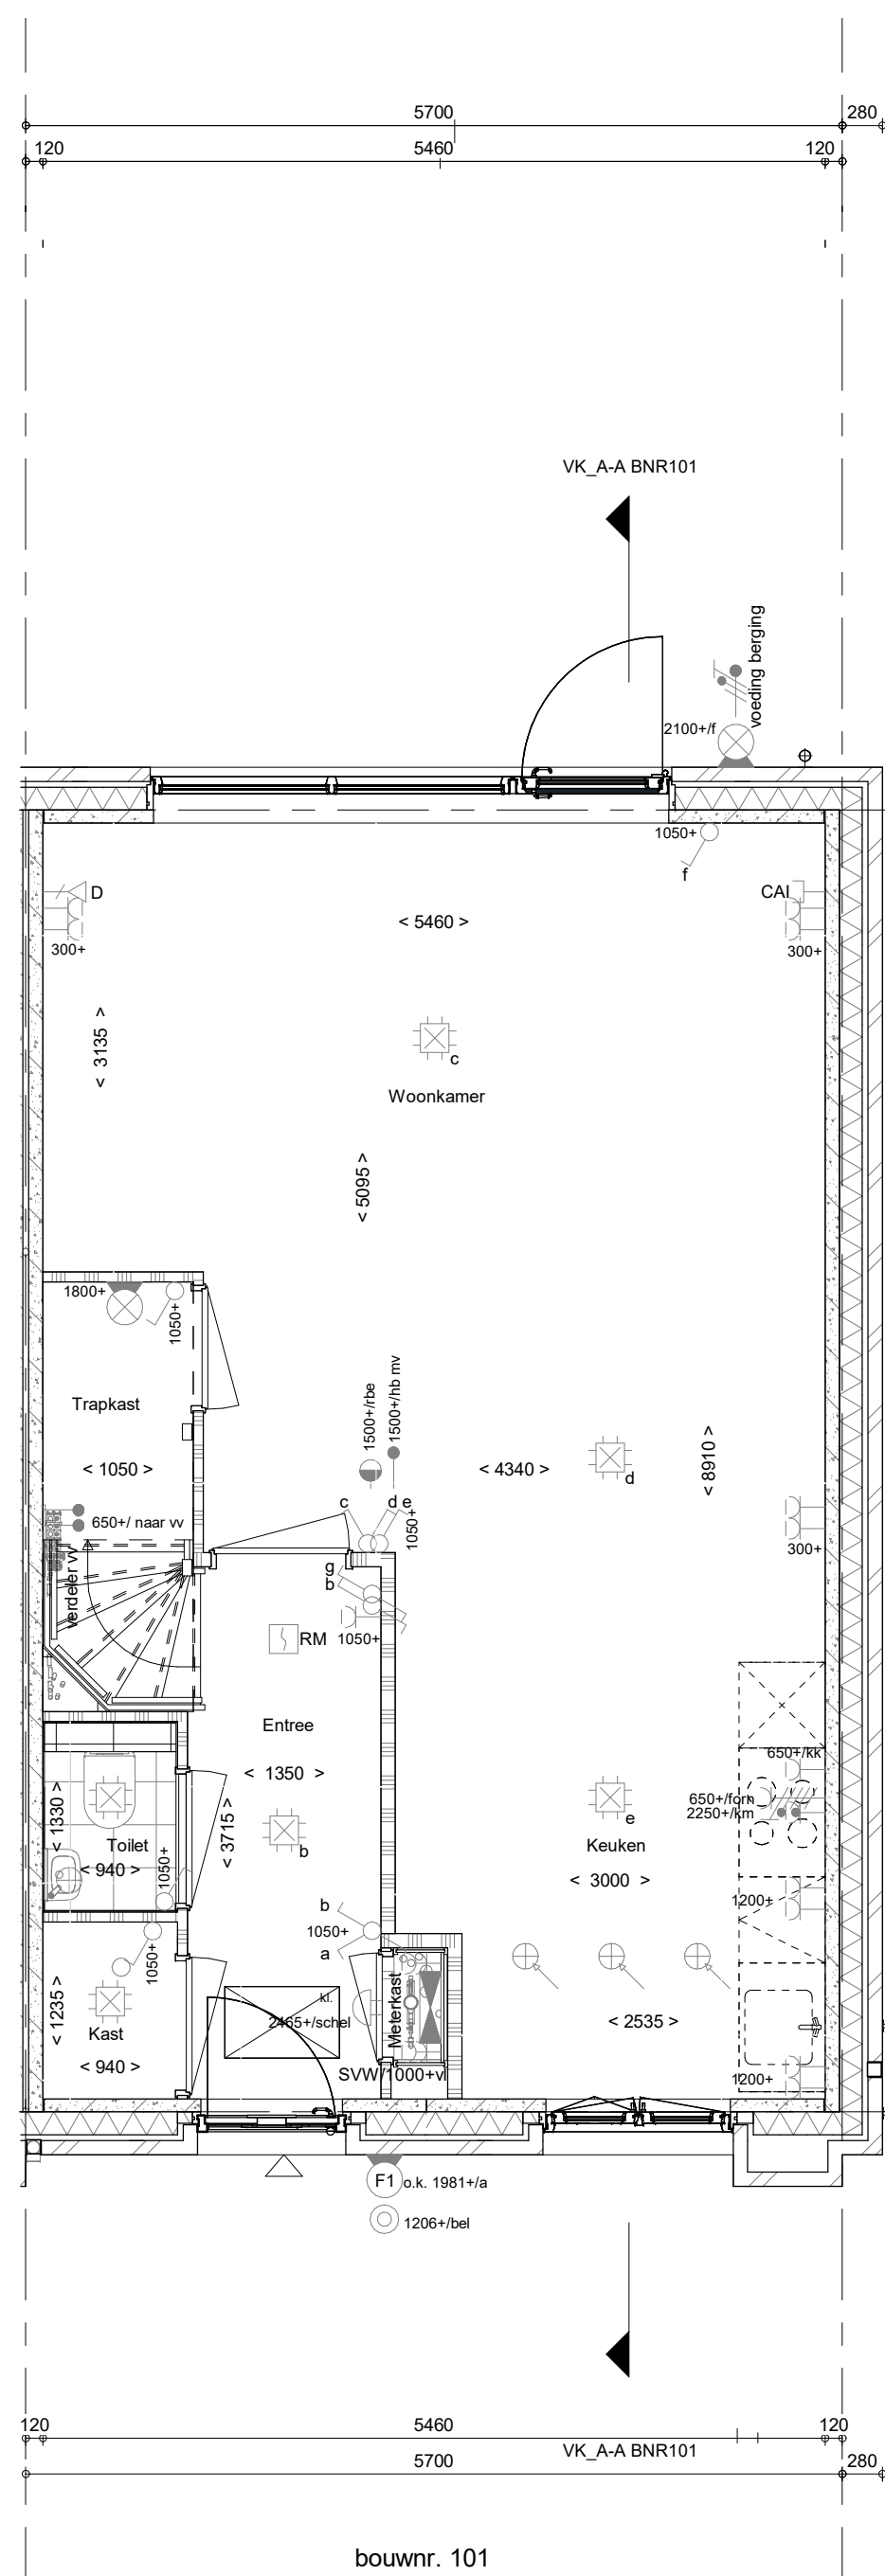 5700
280
120
5460
120
VK_A-A BNR101
voeding berging
2100+/f
1050+
f
D
CAI
300+
300+
< 5460 >
< 3135 >
c
Woonkamer
< 5095 >
1800+
1050+
Trapkast
1500+/rbe
1500+/hb mv
< 1050 >
< 4340 >
d
< 8910 >
c
d e
1050+
650+/ naar vv
300+
verdeler vv
g
b
1050+
RM
Entree
< 1350 >
650+/kk
650+/forn
2250+/km
< 1330 >
Toilet
< 940 >
1050+
< 3715 >
b
e
Keuken
< 3000 >
1200+
b
1050+
a
1050+
< 1235 >
Kast
< 940 >
kl.
2465+/schel
Meterkast
< 2535 >
SVW/1000+vl
1200+
F1
o.k. 1981+/a
1206+/bel
120
5460
120
VK_A-A BNR101
5700
280
bouwnr. 101